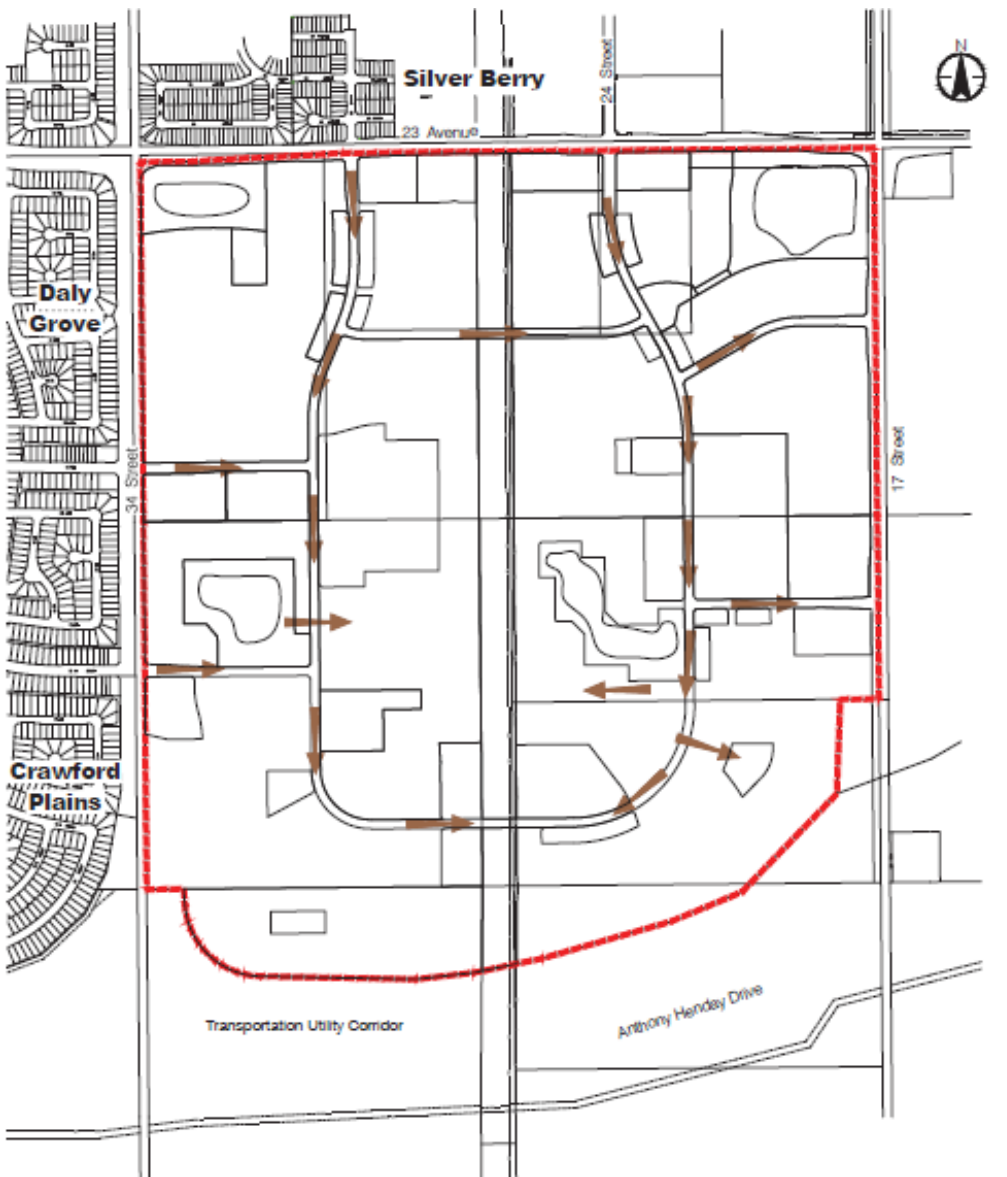 N
Silver Berry
24 Street
23 Avenue
Daly
Grove
34 Street
17 Street
Crawford
Plains
Transportation Utility Corridor
Anthony Henday Drive